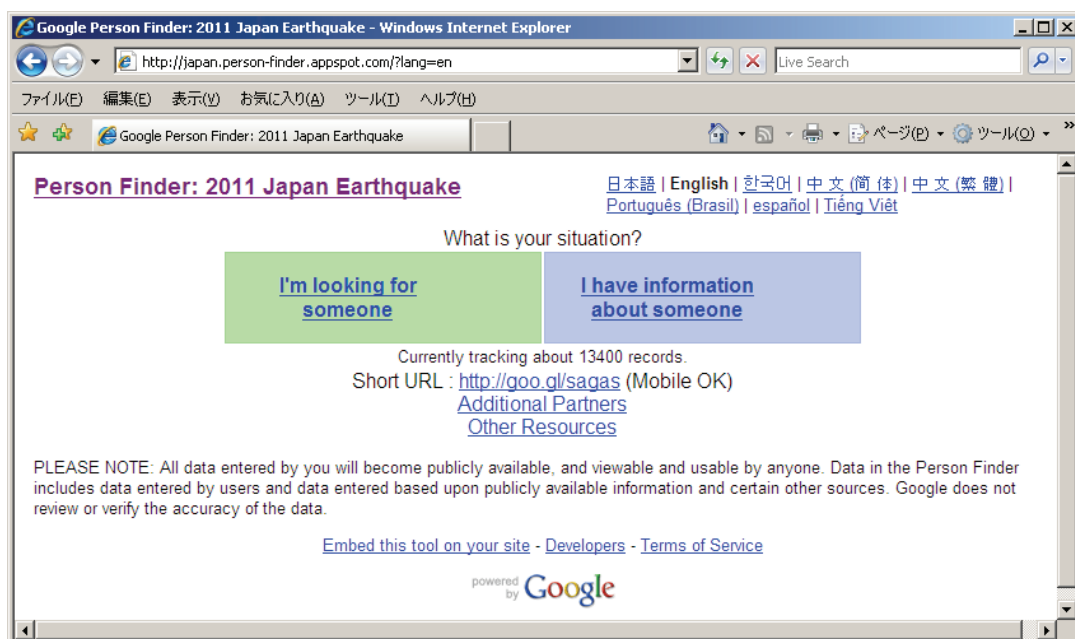 Google Person Finder: 2011 Japan Earthquake - Windows Internet Explorer
http://japan.person-finder.appspot.com/?lang=en
Live Search
ファイル(F) 編集(E) 表示(V) お気に入り(A) ツール(T) ヘルプ(H)
Google Person Finder: 2011 Japan Earthquake
ページ(P) ツール(O) »
Person Finder: 2011 Japan Earthquake
日本語 | English | 한국어 | 中 文 (简 体) | 中 文 (繁 體) |
Português (Brasil) | español | Tiếng Viêt
What is your situation?
I'm looking for
someone
I have information
about someone
Currently tracking about 13400 records.
Short URL : http://goo.gl/sagas (Mobile OK)
Additional Partners
Other Resources
PLEASE NOTE: All data entered by you will become publicly available, and viewable and usable by anyone. Data in the Person Finder
includes data entered by users and data entered based upon publicly available information and certain other sources. Google does not
review or verify the accuracy of the data.
Embed this tool on your site - Developers - Terms of Service
powered
by Google